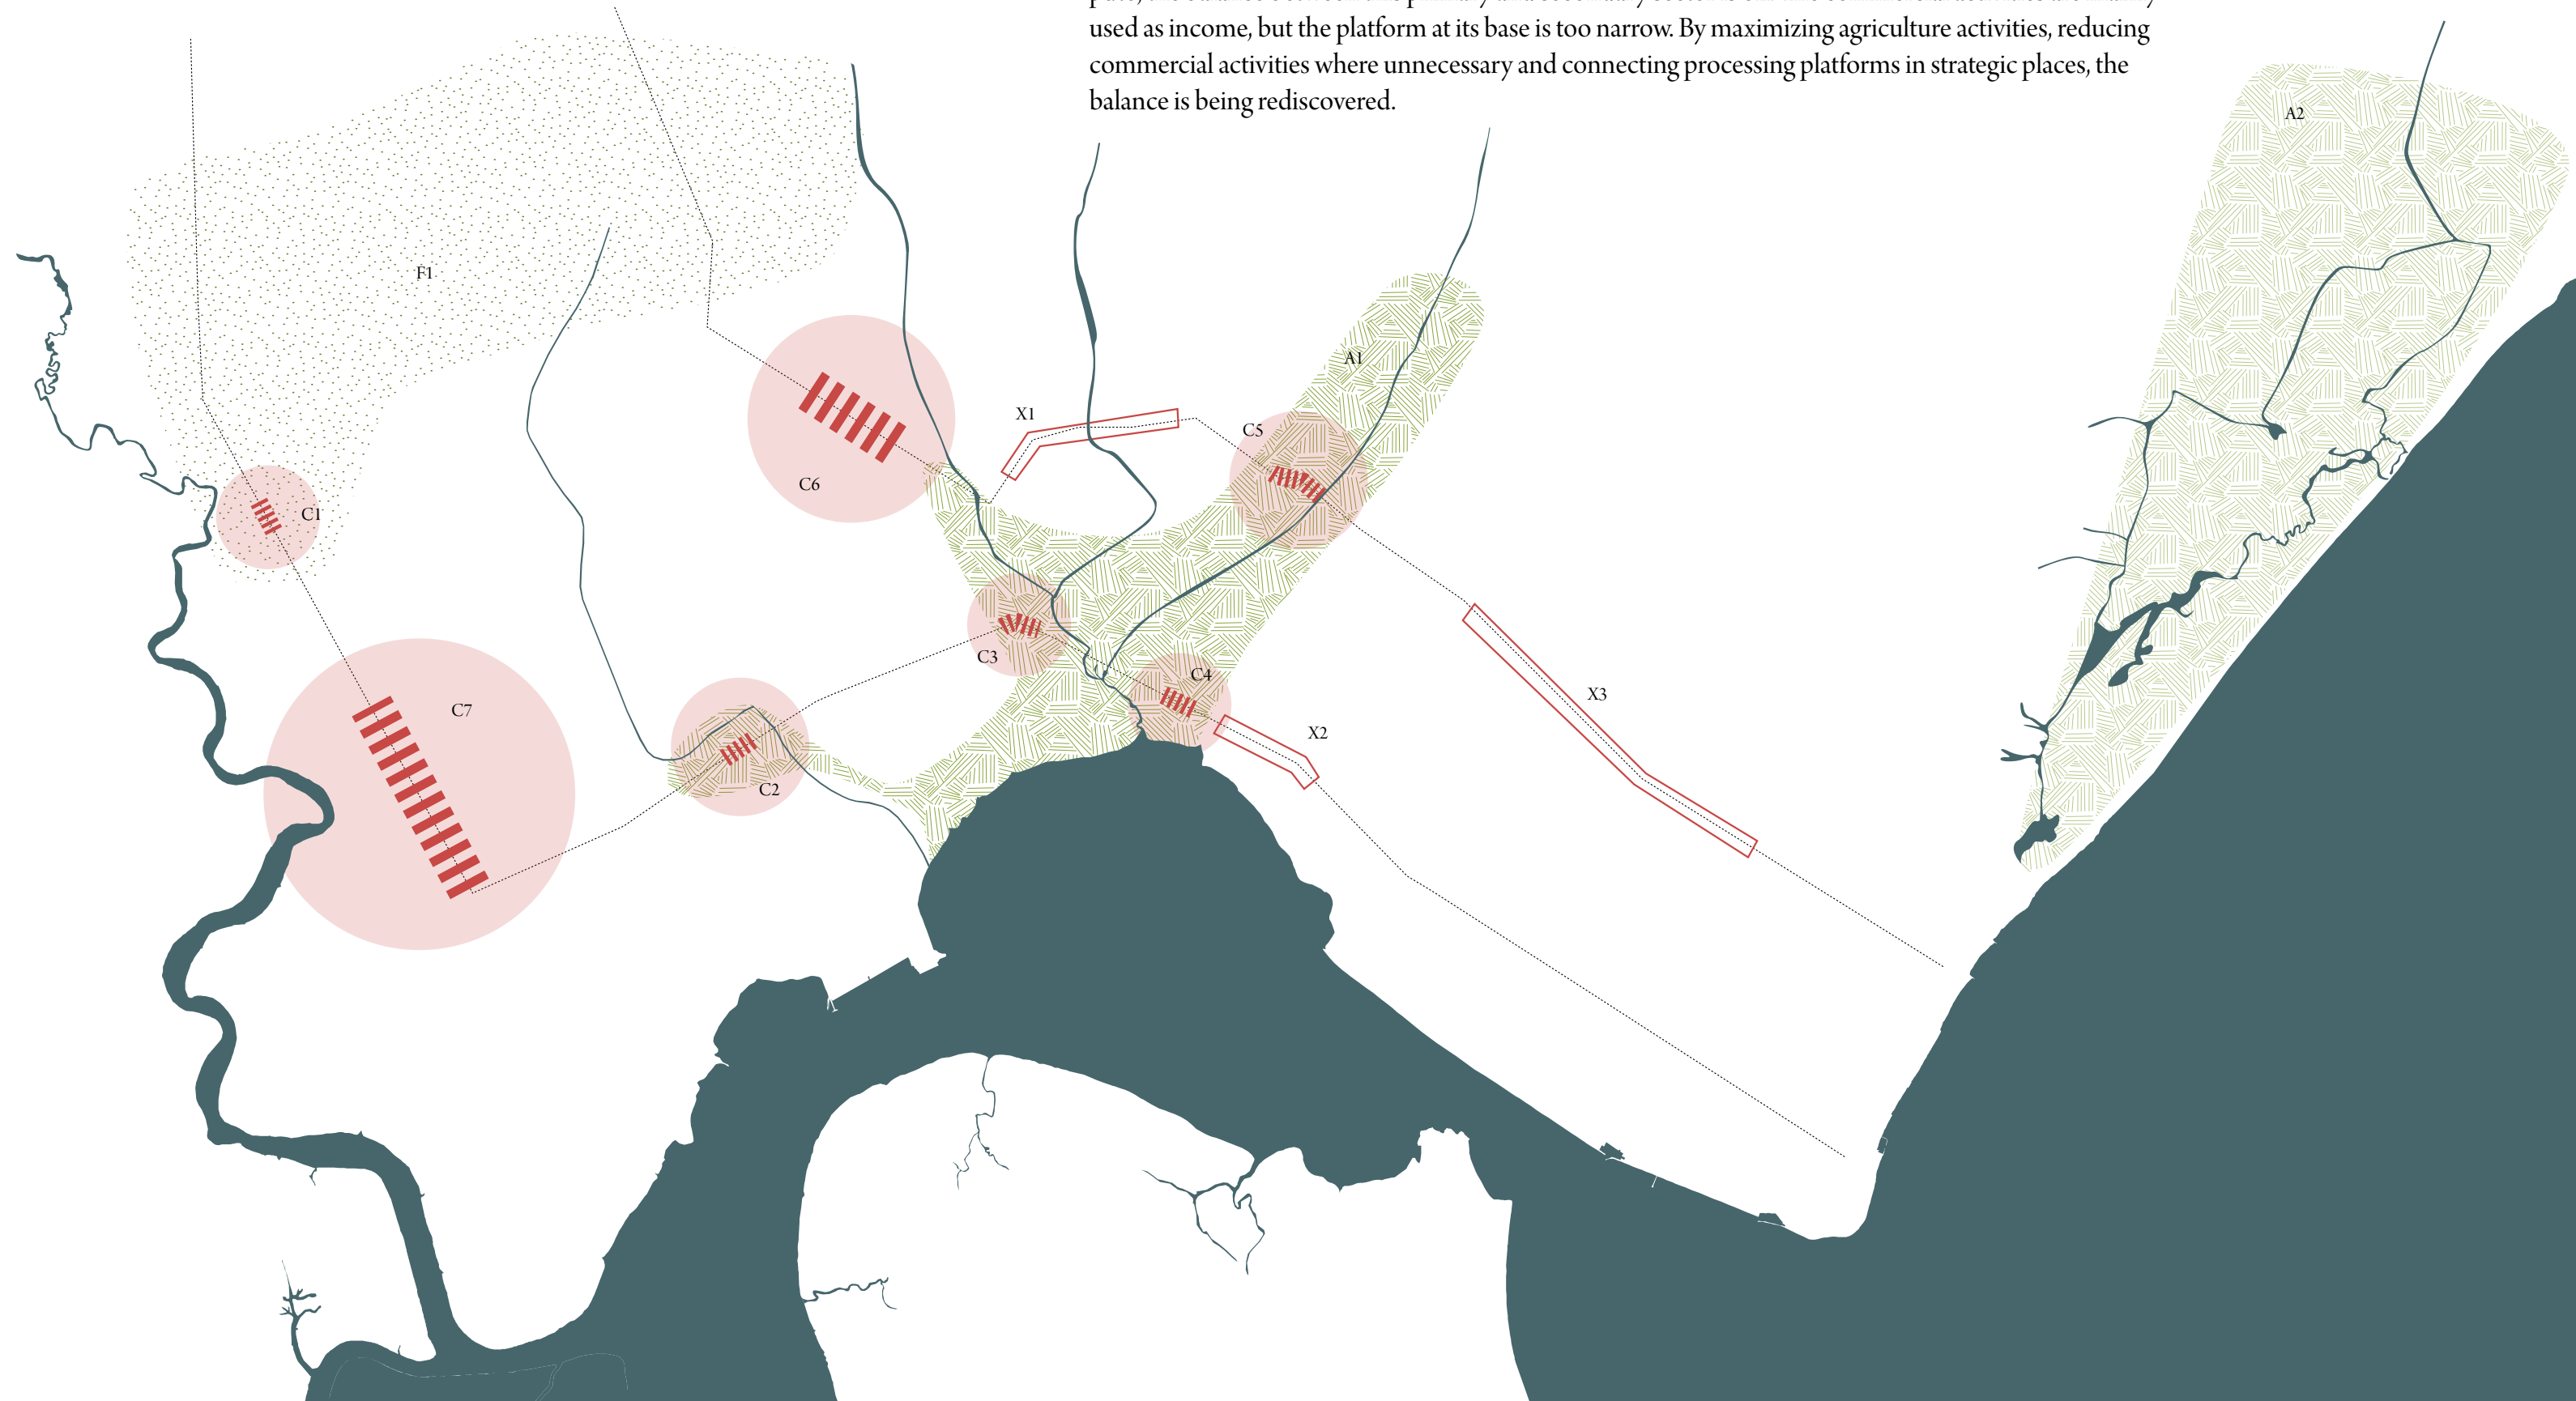 used as income, but the platform at its base is too narrow. By maximizing agriculture activities, reducing
commercial activities where unnecessary and connecting processing platforms in strategic places, the
balance is being rediscovered.
A2
F1
A1
X1
C5
C6
C1
C3
C4
X3
C7
X2
C2